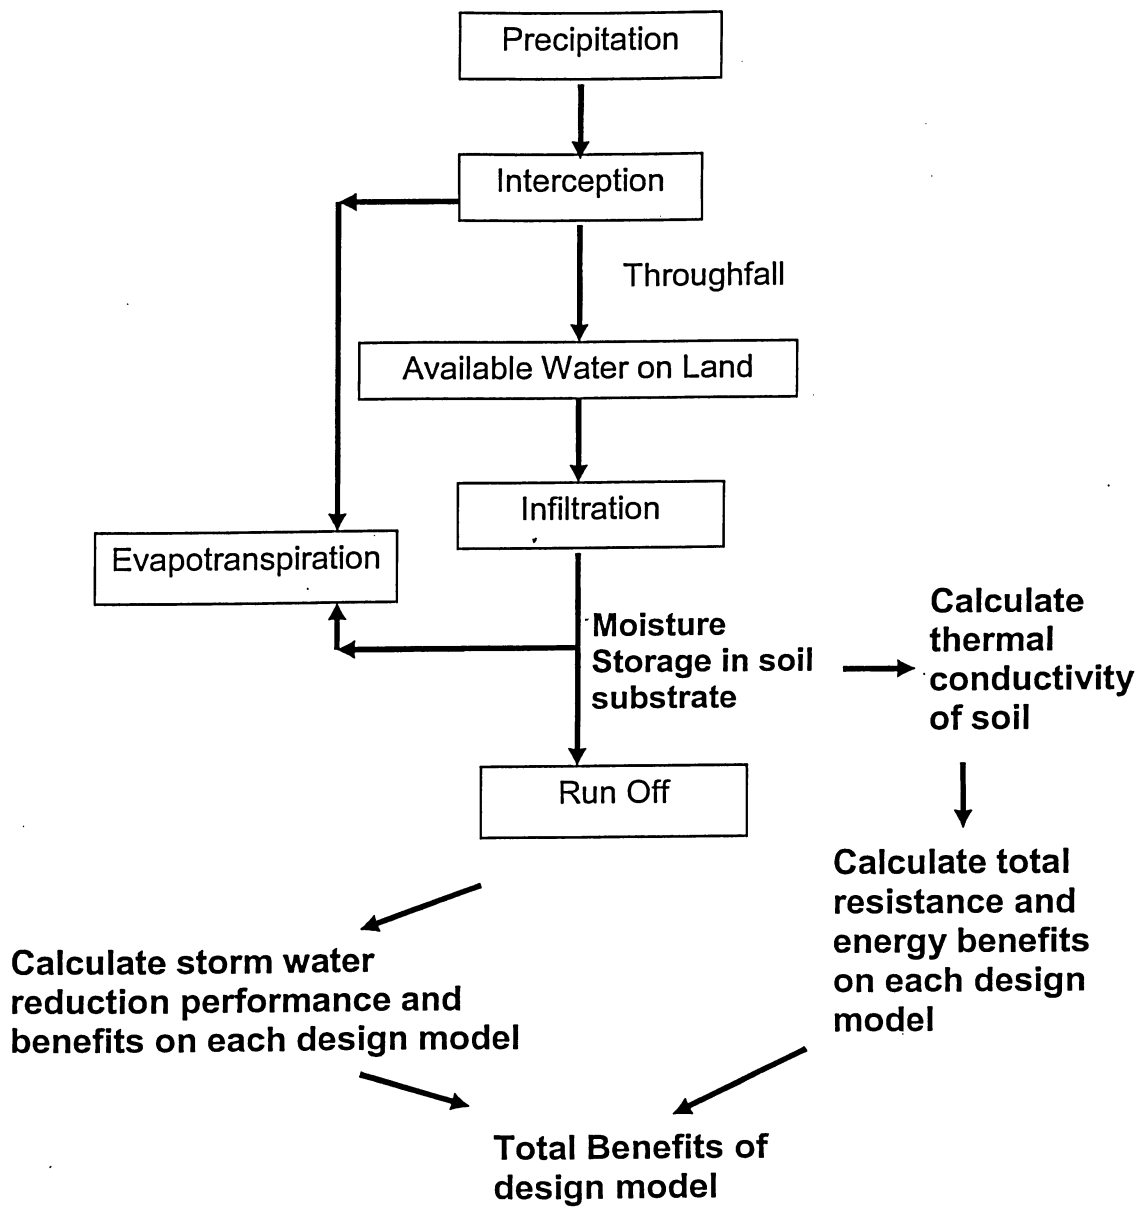 Precipitation
Interception
Throughfall
Available Water on Land
Infiltration
Evapotranspiration
Moisture
Storage in soil
substrate
Calculate
thermal
conductivity
of soil
Run Off
Calculate total
resistance and
energy benefits
on each design
model
Calculate storm water
reduction performance and
benefits on each design model
Total Benefits of
design model